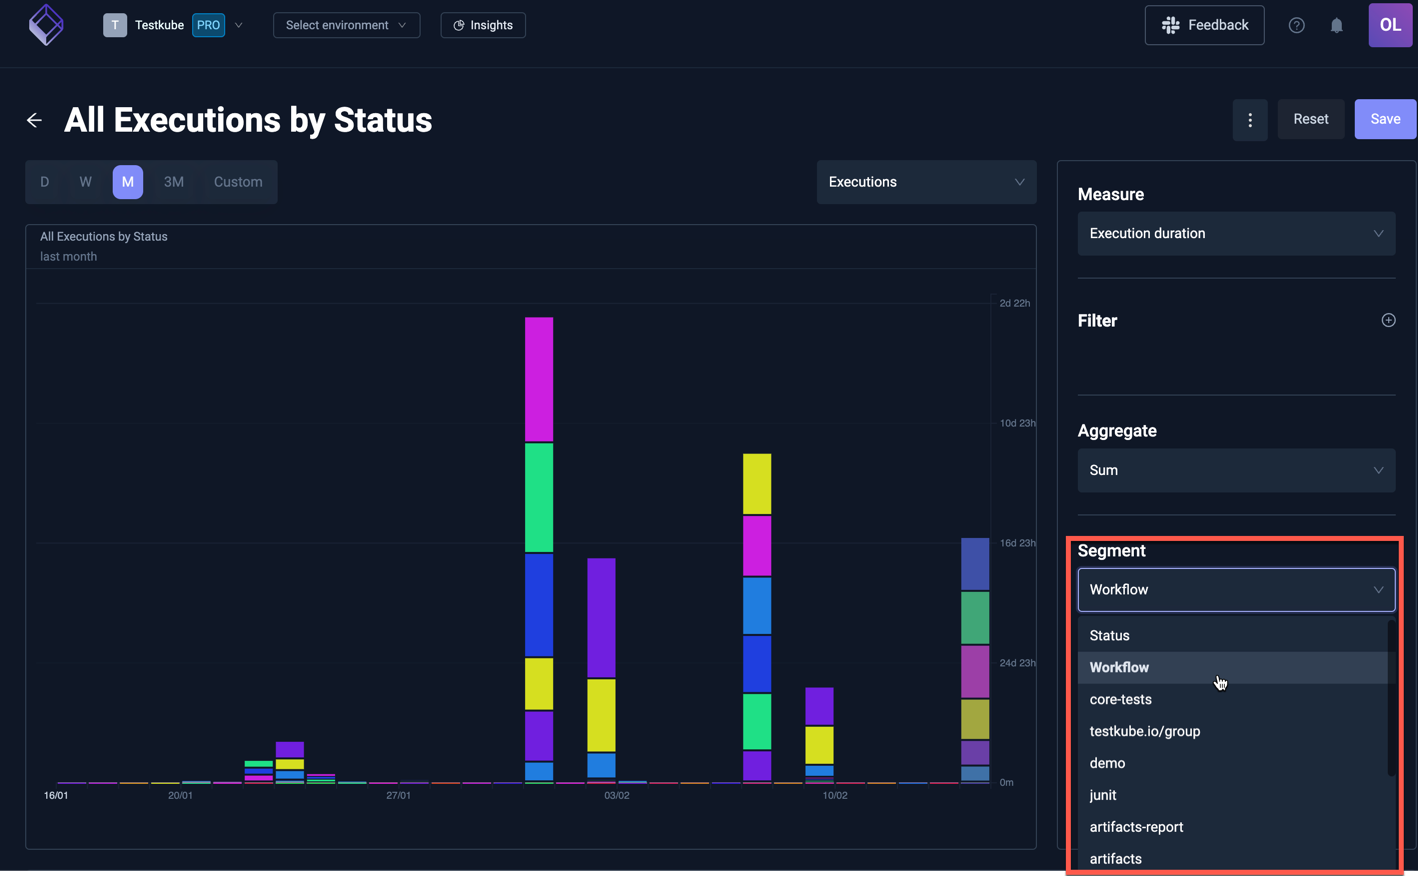 T Testkube PRO
Select environment
Insights
Feedback
OL
All Executions by Status
Reset
Save
D W M 3M Custom
Executions
All Executions by Status
last month
2d 22h
10d 23h
16d 23h
24d 23h
0m
16/01 20/01 27/01 03/02 10/02
Measure
Execution duration
Filter
Aggregate
Sum
Segment
Workflow
Status
Workflow
core-tests
testkube.io/group
demo
junit
artifacts-report
artifacts